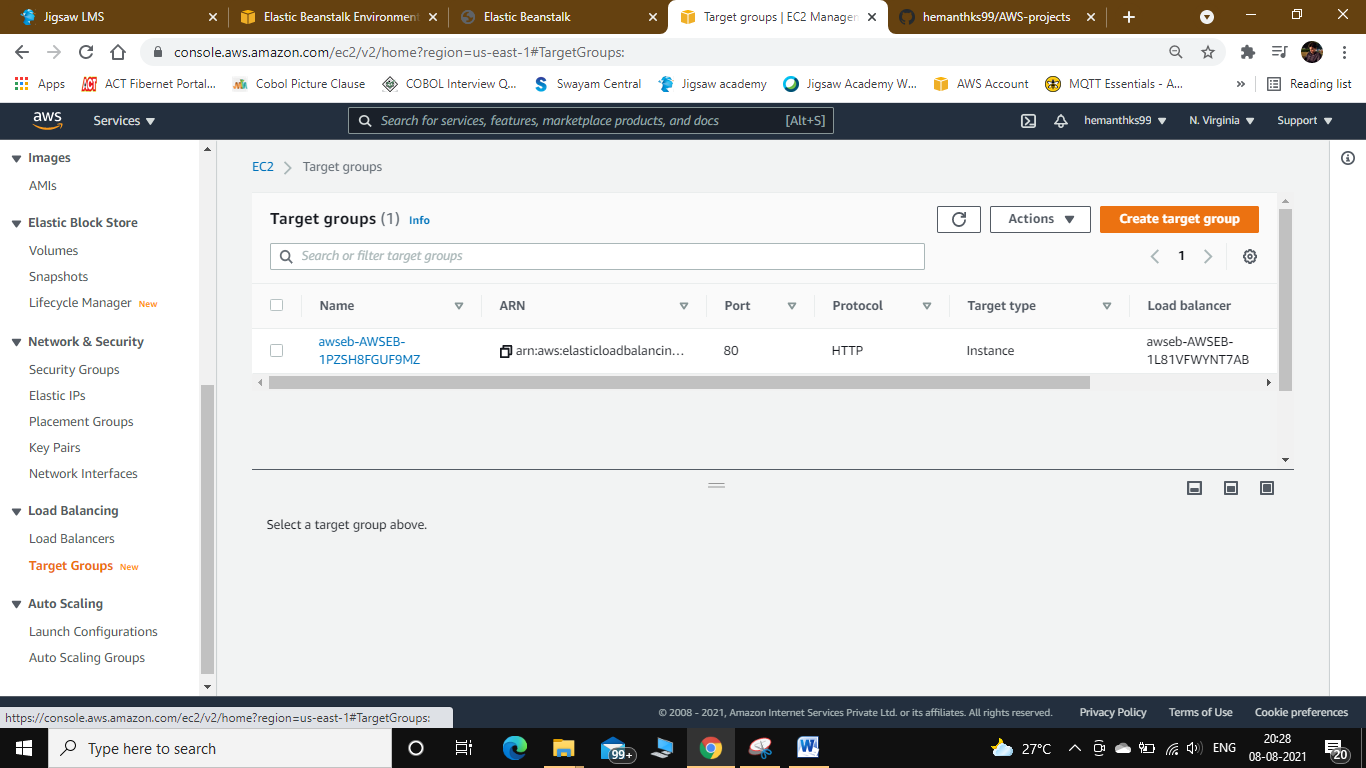 Jigsaw LMS
Elastic Beanstalk Environment
Elastic Beanstalk
Target groups | EC2 Manager
hemanthks99/AWS-projects
console.aws.amazon.com/ec2/v2/home?region=us-east-1#TargetGroups:
Apps
ACT Fibernet Portal...
Cobol Picture Clause
COBOL Interview Q...
Swayam Central
Jigsaw academy
Jigsaw Academy W...
AWS Account
MQTT Essentials - A...
»
Reading list
aws
Services
Search for services, features, marketplace products, and docs
[Alt+S]
hemanthks99
N. Virginia
Support
Images
AMIs
Elastic Block Store
Volumes
Snapshots
Lifecycle Manager New
Network & Security
Security Groups
Elastic IPs
Placement Groups
Key Pairs
Network Interfaces
Load Balancing
Load Balancers
Target Groups New
Auto Scaling
Launch Configurations
Auto Scaling Groups
EC2 > Target groups
Target groups (1) Info
Actions
Create target group
Search or filter target groups
1
Name
ARN
Port
Protocol
Target type
Load balancer
awseb-AWSEB-
1PZSH8FGUF9MZ
arn:aws:elasticloadbalancin...
80
HTTP
Instance
awseb-AWSEB-
1L81VFWYNT7AB
Select a target group above.
https://console.aws.amazon.com/ec2/v2/home?region=us-east-1#TargetGroups:
© 2008 - 2021, Amazon Internet Services Private Ltd. or its affiliates. All rights reserved.
Privacy Policy
Terms of Use
Cookie preferences
Type here to search
99+
27°C
ENG
20:28
08-08-2021
20